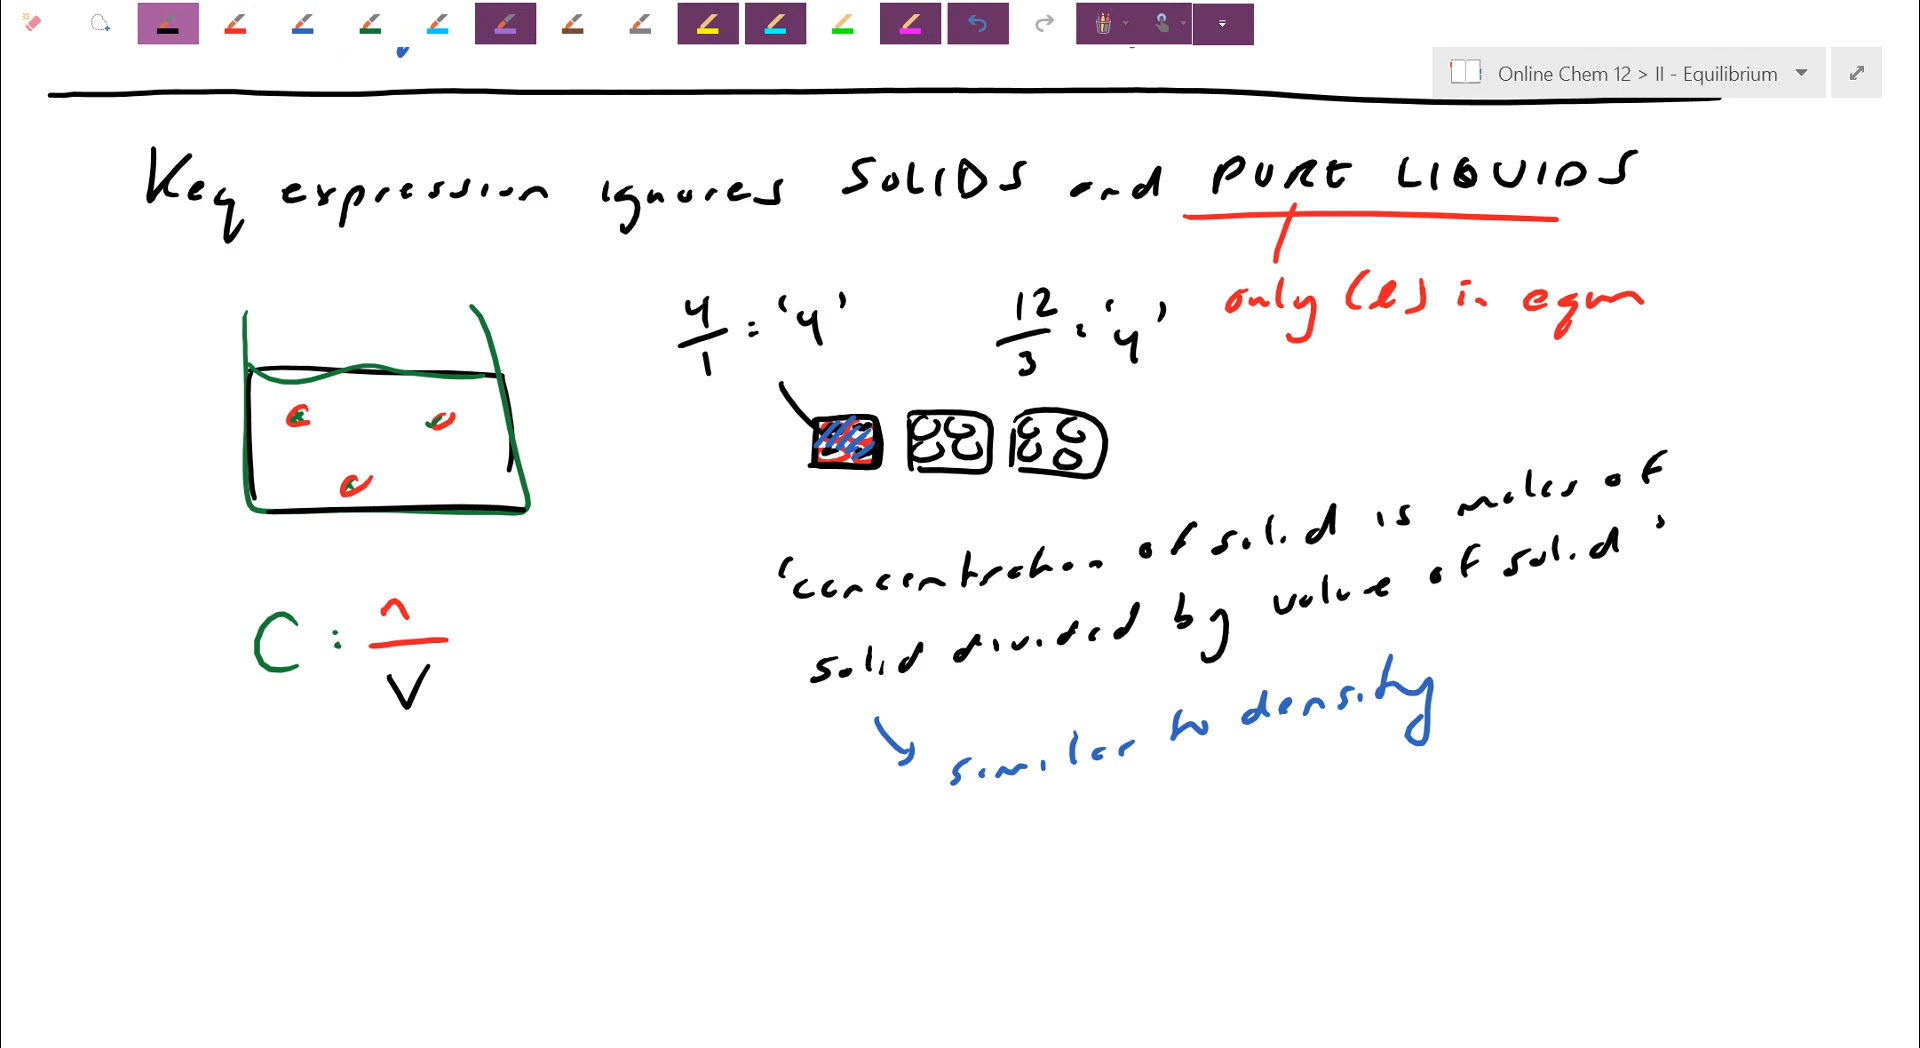 Online Chem 12 > II - Equilibrium
Keq expression ignores SOLIDS and PURE LIQUIDS
only (l) in eqm
4/1 = '4'
12/3 = '4'
'concentration of solid is moles of
solid divided by volume of solid'
C = n/V
similar to density